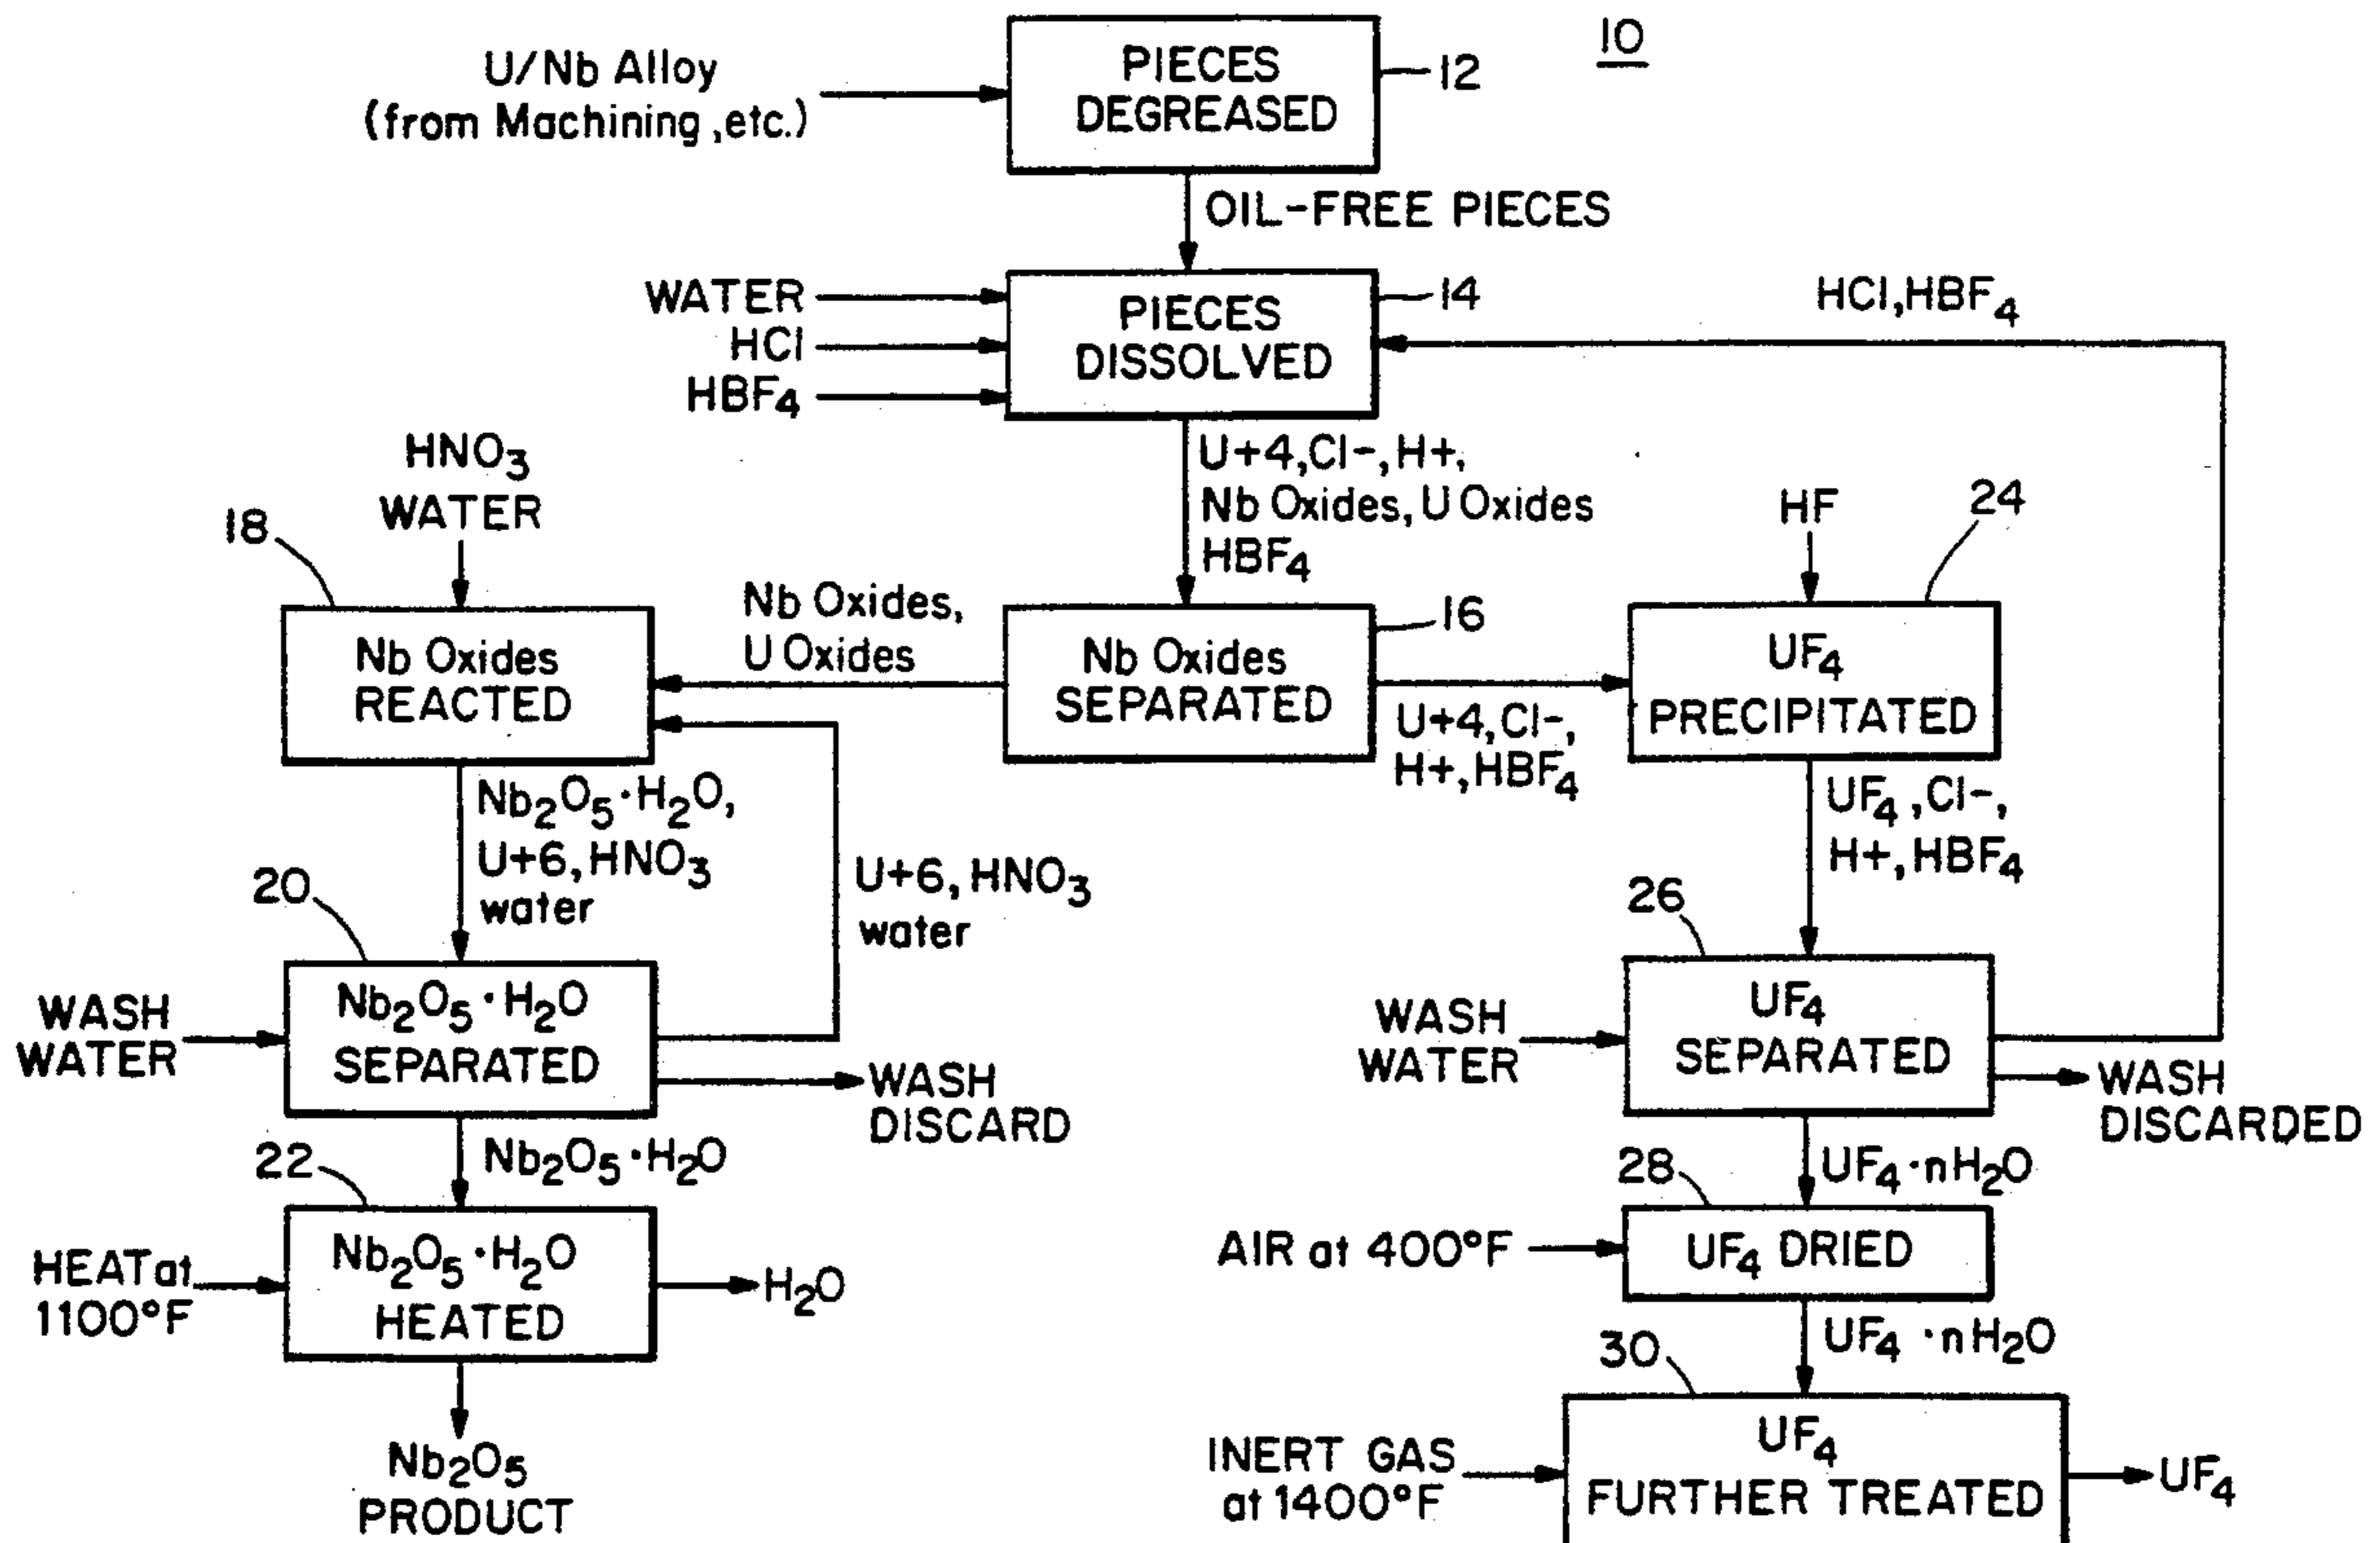 10
U/Nb Alloy
(from Machining,etc.)
PIECES
DEGREASED
12
OIL-FREE PIECES
WATER
HCl
HBF4
PIECES
DISSOLVED
14
HCl,HBF4
U+4,Cl-,H+,
Nb Oxides, U Oxides
HBF4
HNO3
WATER
18
Nb Oxides
REACTED
Nb Oxides,
U Oxides
Nb Oxides
SEPARATED
16
U+4,Cl-,
H+,HBF4
HF
24
UF4
PRECIPITATED
Nb2O5·H2O,
U+6,HNO3
water
U+6,HNO3
water
UF4,Cl-,
H+,HBF4
20
WASH
WATER
Nb2O5·H2O
SEPARATED
WASH
DISCARD
26
WASH
WATER
UF4
SEPARATED
WASH
DISCARDED
Nb2O5·H2O
22
HEAT at
1100°F
Nb2O5·H2O
HEATED
H2O
Nb2O5
PRODUCT
UF4·nH2O
28
AIR at 400°F
UF4 DRIED
UF4·nH2O
30
INERT GAS
at 1400°F
UF4
FURTHER TREATED
UF4